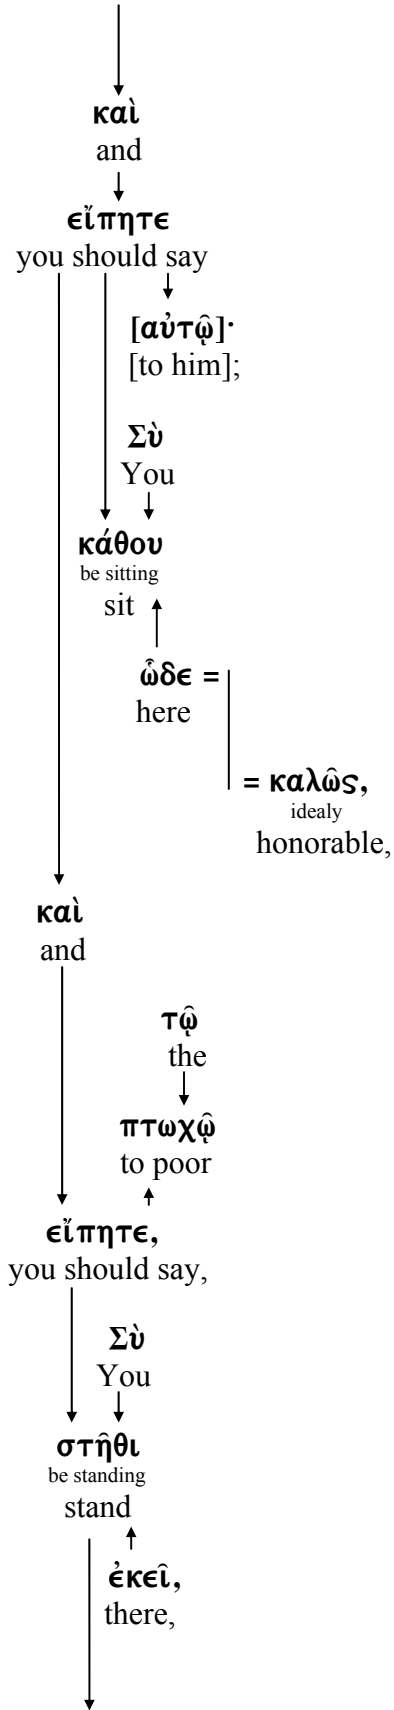 καὶ
and
εἴπητε
you should say
[αὐτῷ]·
[to him];
Σὺ
You
κάθου
be sitting
sit
ὧδε =
here
= καλῶς,
idealy
honorable,
καὶ
and
τῷ
the
πτωχῷ
to poor
εἴπητε,
you should say,
Σὺ
You
στῆθι
be standing
stand
ἐκεῖ,
there,